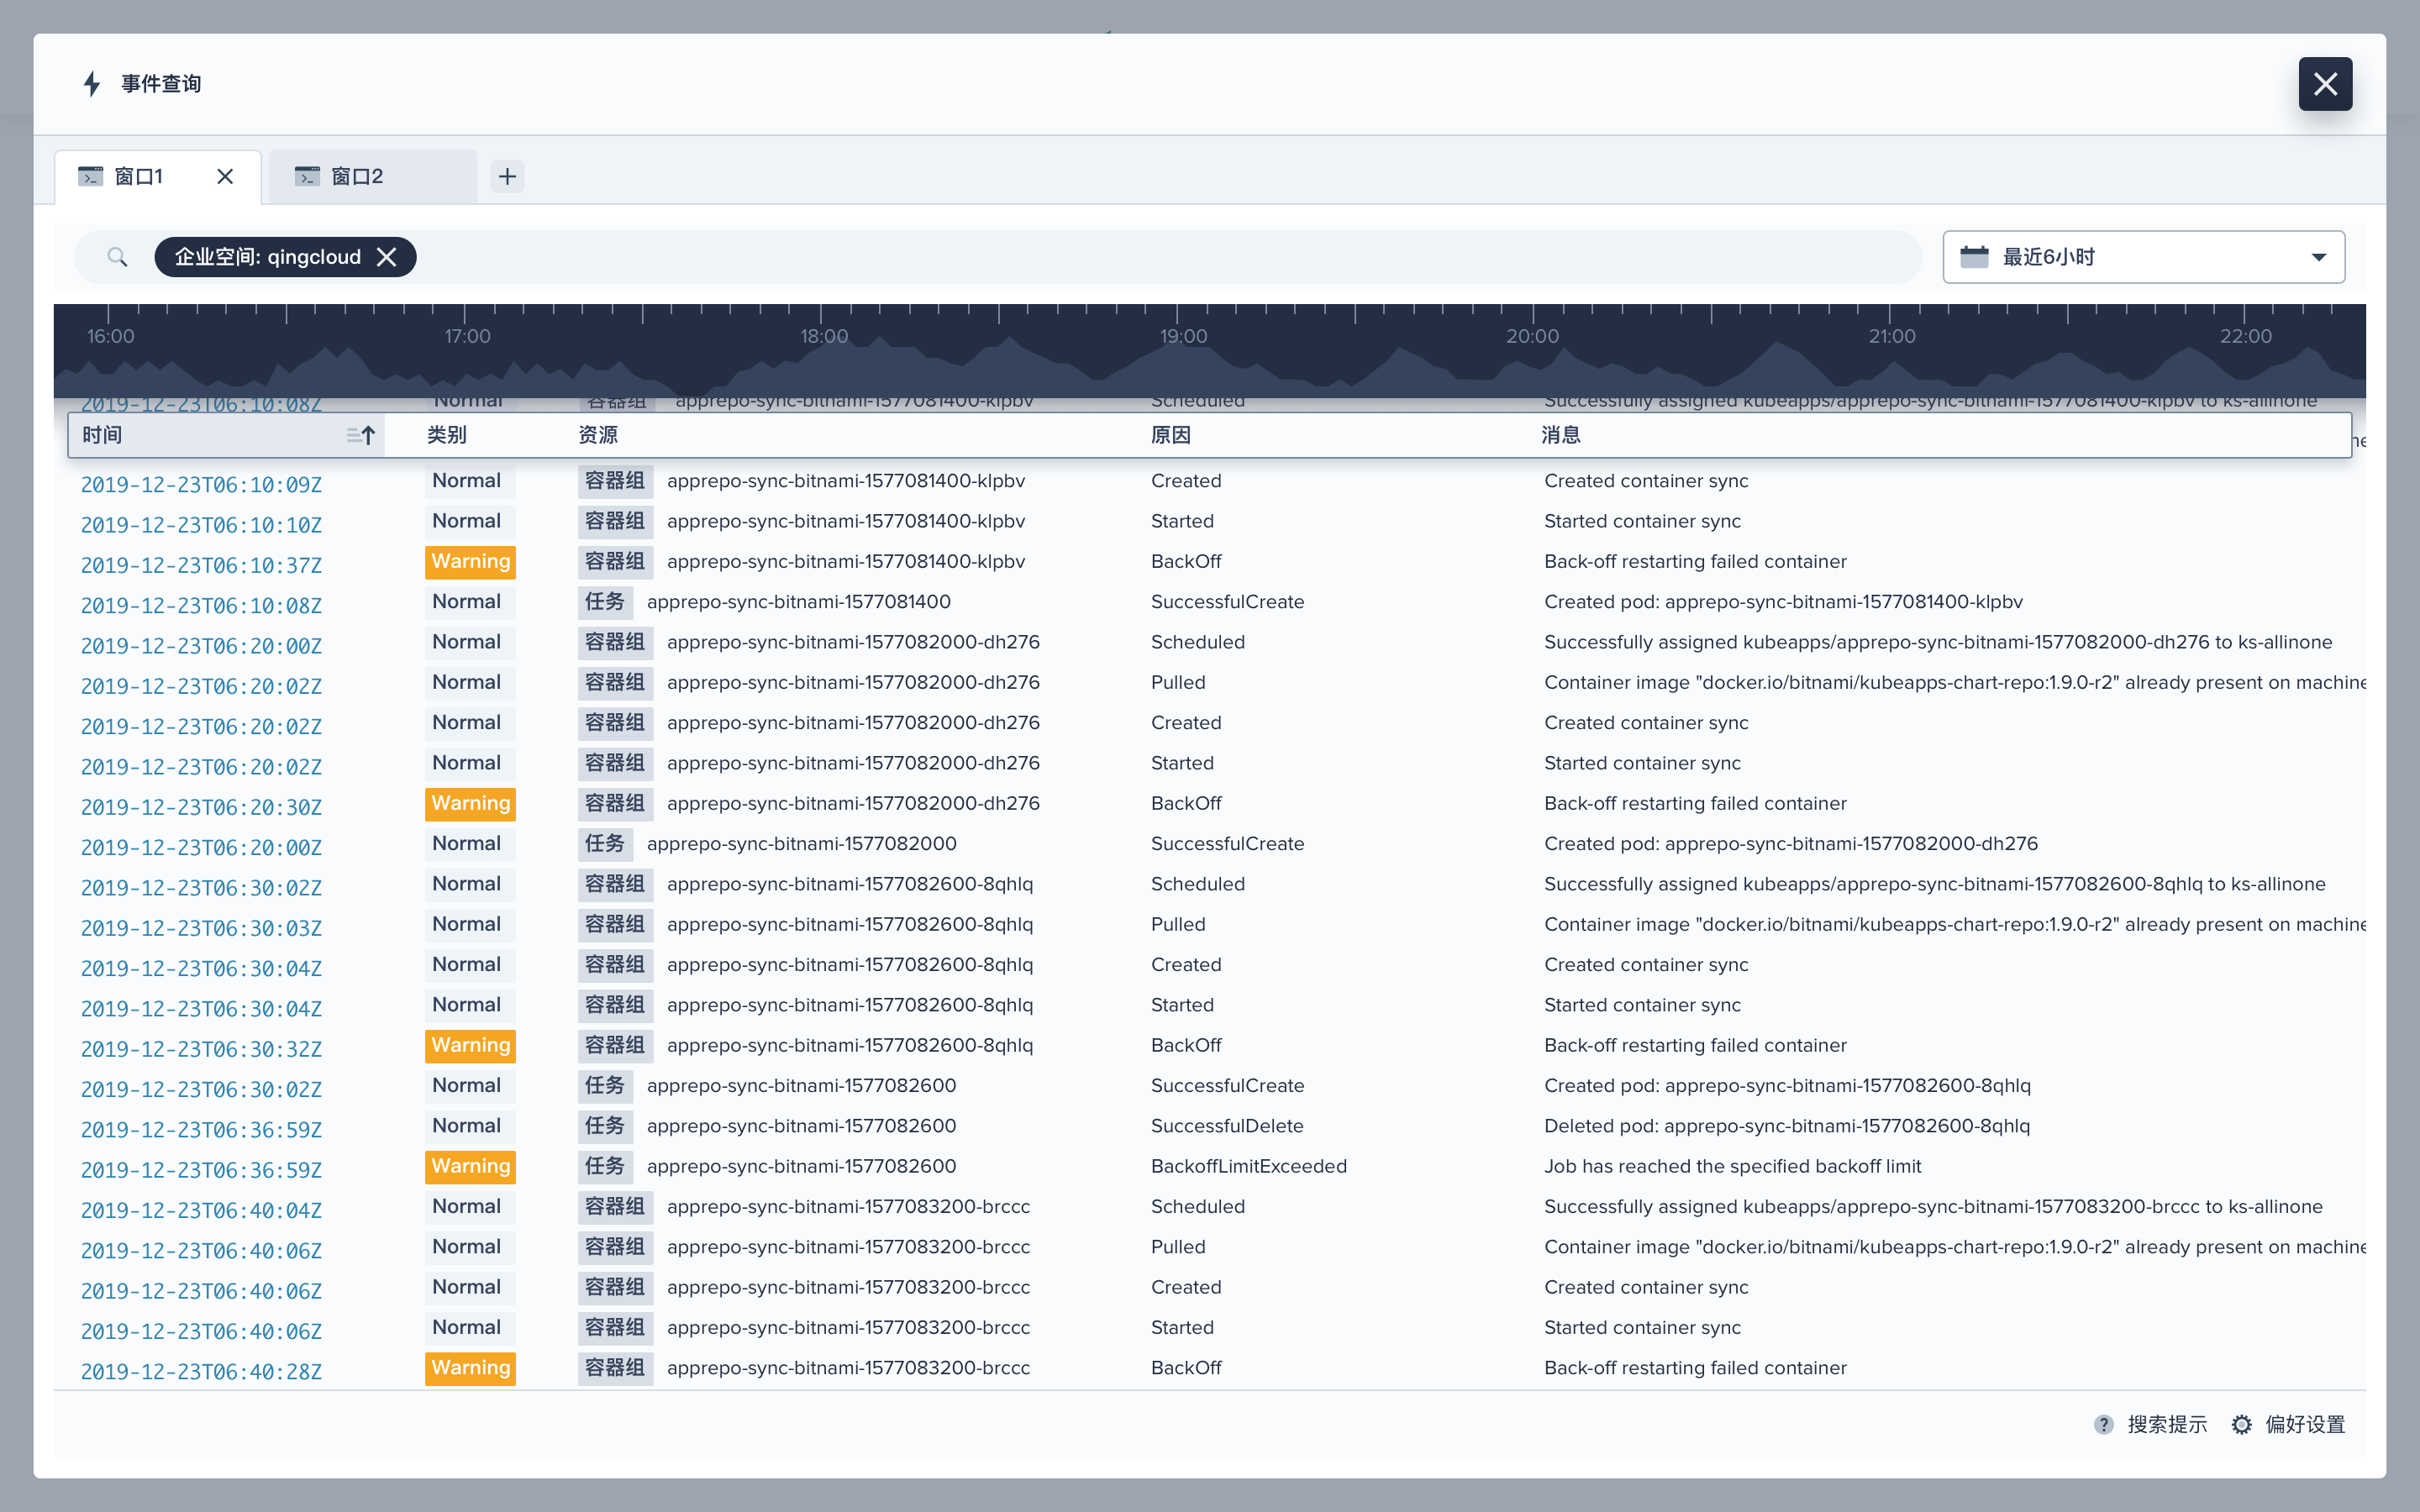 事件查询
窗口1 窗口2
企业空间: qingcloud 最近6小时
16:00 17:00 18:00 19:00 20:00 21:00 22:00
2019-12-23T06:10:08Z Normal 容器组 apprepo-sync-bitnami-1577081400-klpbv Scheduled Successfully assigned kubeapps/apprepo-sync-bitnami-1577081400-klpbv to ks-allinone
时间 类别 资源 原因 消息
2019-12-23T06:10:09Z Normal 容器组 apprepo-sync-bitnami-1577081400-klpbv Created Created container sync
2019-12-23T06:10:10Z Normal 容器组 apprepo-sync-bitnami-1577081400-klpbv Started Started container sync
2019-12-23T06:10:37Z Warning 容器组 apprepo-sync-bitnami-1577081400-klpbv BackOff Back-off restarting failed container
2019-12-23T06:10:08Z Normal 任务 apprepo-sync-bitnami-1577081400 SuccessfulCreate Created pod: apprepo-sync-bitnami-1577081400-klpbv
2019-12-23T06:20:00Z Normal 容器组 apprepo-sync-bitnami-1577082000-dh276 Scheduled Successfully assigned kubeapps/apprepo-sync-bitnami-1577082000-dh276 to ks-allinone
2019-12-23T06:20:02Z Normal 容器组 apprepo-sync-bitnami-1577082000-dh276 Pulled Container image "docker.io/bitnami/kubeapps-chart-repo:1.9.0-r2" already present on machine
2019-12-23T06:20:02Z Normal 容器组 apprepo-sync-bitnami-1577082000-dh276 Created Created container sync
2019-12-23T06:20:02Z Normal 容器组 apprepo-sync-bitnami-1577082000-dh276 Started Started container sync
2019-12-23T06:20:30Z Warning 容器组 apprepo-sync-bitnami-1577082000-dh276 BackOff Back-off restarting failed container
2019-12-23T06:20:00Z Normal 任务 apprepo-sync-bitnami-1577082000 SuccessfulCreate Created pod: apprepo-sync-bitnami-1577082000-dh276
2019-12-23T06:30:02Z Normal 容器组 apprepo-sync-bitnami-1577082600-8qhlq Scheduled Successfully assigned kubeapps/apprepo-sync-bitnami-1577082600-8qhlq to ks-allinone
2019-12-23T06:30:03Z Normal 容器组 apprepo-sync-bitnami-1577082600-8qhlq Pulled Container image "docker.io/bitnami/kubeapps-chart-repo:1.9.0-r2" already present on machine
2019-12-23T06:30:04Z Normal 容器组 apprepo-sync-bitnami-1577082600-8qhlq Created Created container sync
2019-12-23T06:30:04Z Normal 容器组 apprepo-sync-bitnami-1577082600-8qhlq Started Started container sync
2019-12-23T06:30:32Z Warning 容器组 apprepo-sync-bitnami-1577082600-8qhlq BackOff Back-off restarting failed container
2019-12-23T06:30:02Z Normal 任务 apprepo-sync-bitnami-1577082600 SuccessfulCreate Created pod: apprepo-sync-bitnami-1577082600-8qhlq
2019-12-23T06:36:59Z Normal 任务 apprepo-sync-bitnami-1577082600 SuccessfulDelete Deleted pod: apprepo-sync-bitnami-1577082600-8qhlq
2019-12-23T06:36:59Z Warning 任务 apprepo-sync-bitnami-1577082600 BackoffLimitExceeded Job has reached the specified backoff limit
2019-12-23T06:40:04Z Normal 容器组 apprepo-sync-bitnami-1577083200-brccc Scheduled Successfully assigned kubeapps/apprepo-sync-bitnami-1577083200-brccc to ks-allinone
2019-12-23T06:40:06Z Normal 容器组 apprepo-sync-bitnami-1577083200-brccc Pulled Container image "docker.io/bitnami/kubeapps-chart-repo:1.9.0-r2" already present on machine
2019-12-23T06:40:06Z Normal 容器组 apprepo-sync-bitnami-1577083200-brccc Created Created container sync
2019-12-23T06:40:06Z Normal 容器组 apprepo-sync-bitnami-1577083200-brccc Started Started container sync
2019-12-23T06:40:28Z Warning 容器组 apprepo-sync-bitnami-1577083200-brccc BackOff Back-off restarting failed container
搜索提示 偏好设置